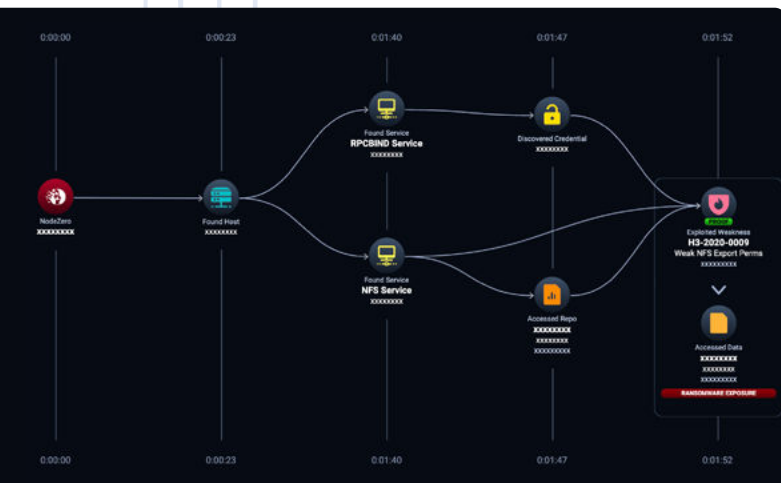 0:00:00
0:00:23
0:01:40
0:01:47
0:01:52
Found Service
RPCBIND Service
XXXXXXXX
Discovered Credential
XXXXXXXX
NodeZero
XXXXXXXX
Found Host
XXXXXXXX
PROOF
Exploited Weakness
H3-2020-0009
Weak NFS Export Perms
XXXXXXXXX
Found Service
NFS Service
XXXXXXXX
Accessed Repo
XXXXXXXX
XXXXXXXX
XXXXXXXXX
Accessed Data
XXXXXXXX
XXXXXXXX
XXXXXXXXX
RANSOMWARE EXPOSURE
0:00:00
0:00:23
0:01:40
0:01:47
0:01:52